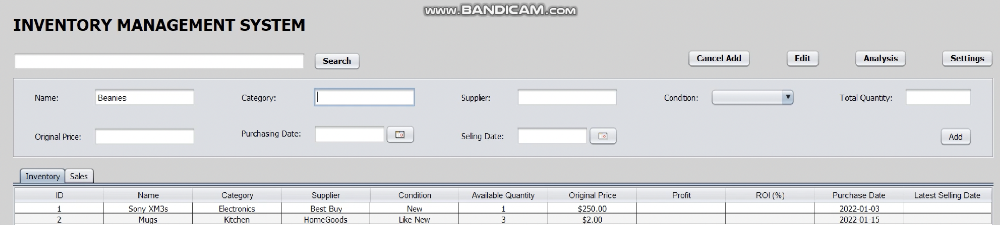 www.BANDICAM.com
INVENTORY MANAGEMENT SYSTEM
Search Cancel Add Edit Analysis Settings
Name: Beanies Category: Supplier: Condition: Total Quantity:
Original Price: Purchasing Date: Selling Date: Add
Inventory Sales
ID Name Category Supplier Condition Available Quantity Original Price Profit ROI (%) Purchase Date Latest Selling Date
1 Sony XM3s Electronics Best Buy New 1 $250.00 2022-01-03
2 Mugs Kitchen HomeGoods Like New 3 $2.00 2022-01-15